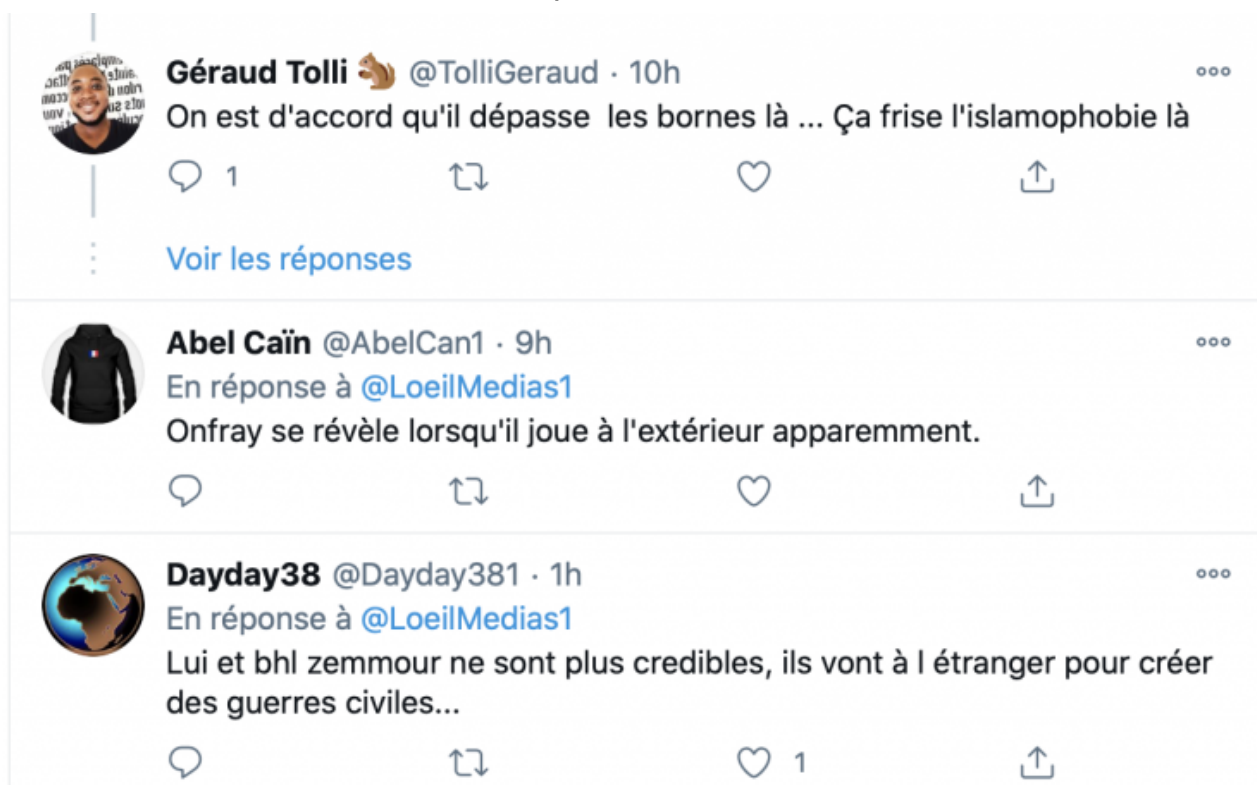 Géraud Tolli 🐿️ @TolliGeraud · 10h
On est d'accord qu'il dépasse  les bornes là ... Ça frise l'islamophobie là
1
Voir les réponses
Abel Caïn @AbelCan1 · 9h
En réponse à @LoeilMedias1
Onfray se révèle lorsqu'il joue à l'extérieur apparemment.
Dayday38 @Dayday381 · 1h
En réponse à @LoeilMedias1
Lui et bhl zemmour ne sont plus credibles, ils vont à l étranger pour créer
des guerres civiles...
1